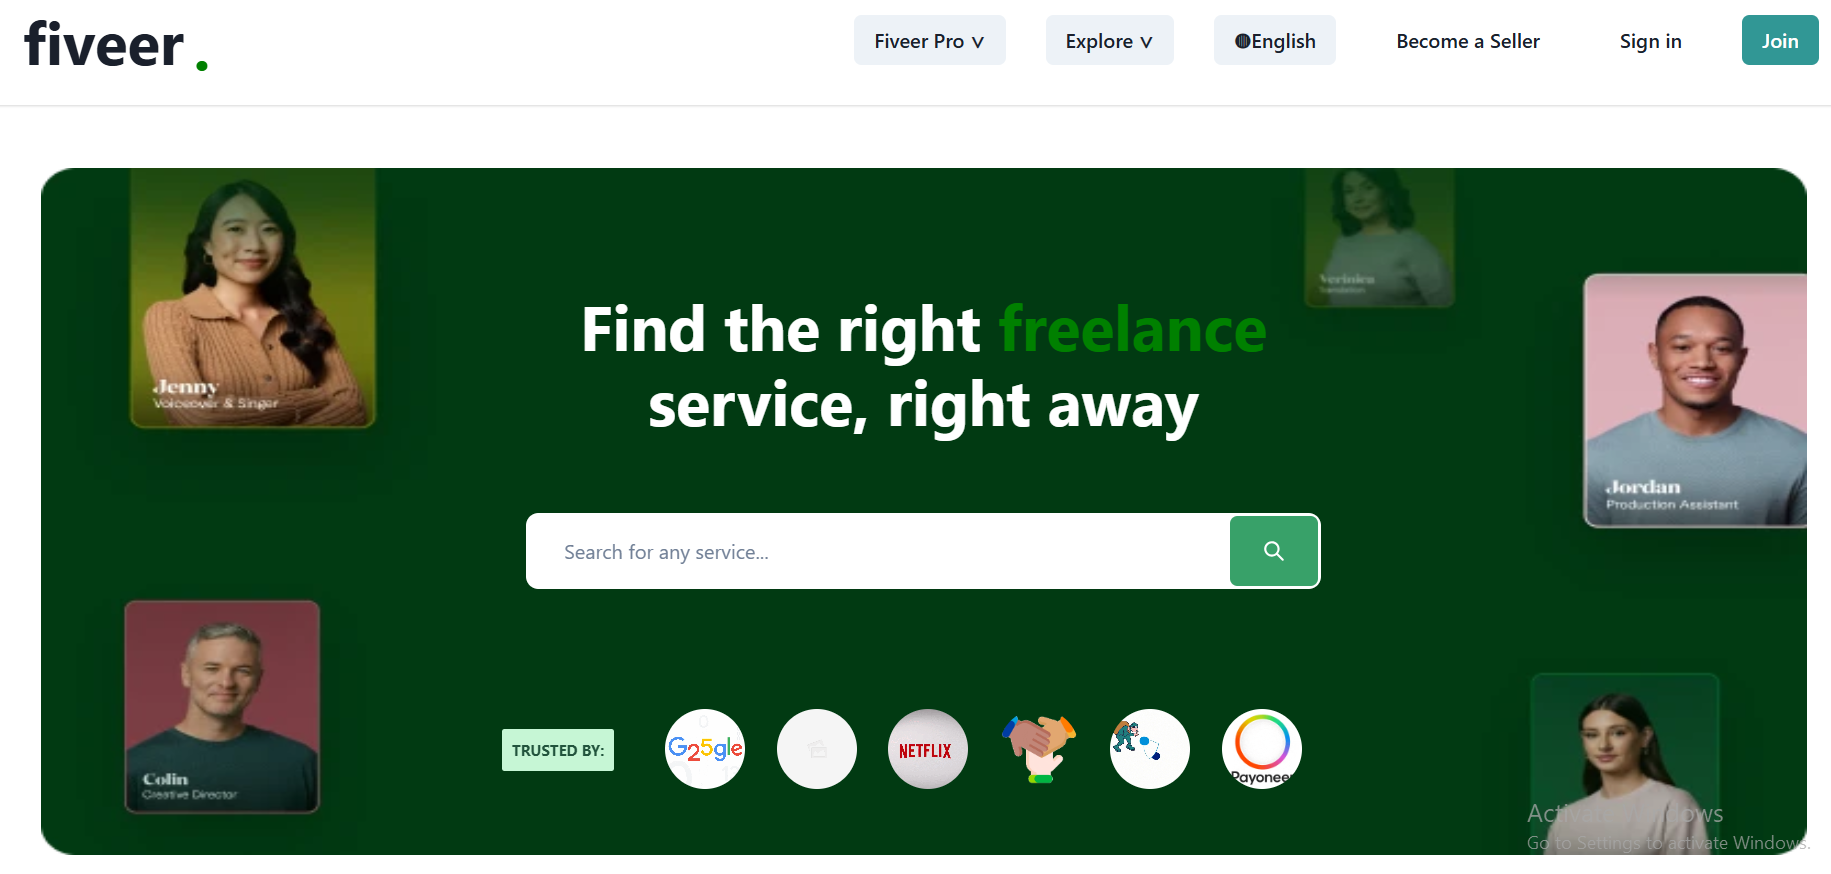 fiveer.
Fiveer Pro ∨
Explore ∨
English
Become a Seller
Sign in
Join
Jenny
Voiceover & Singer
Verinica
Translation
Find the right freelance
service, right away
Jordan
Production Assistant
Search for any service...
Colin
Creative Director
TRUSTED BY:
G25gle
NETFLIX
Payoneer
Activate Windows
Go to Settings to activate Windows.